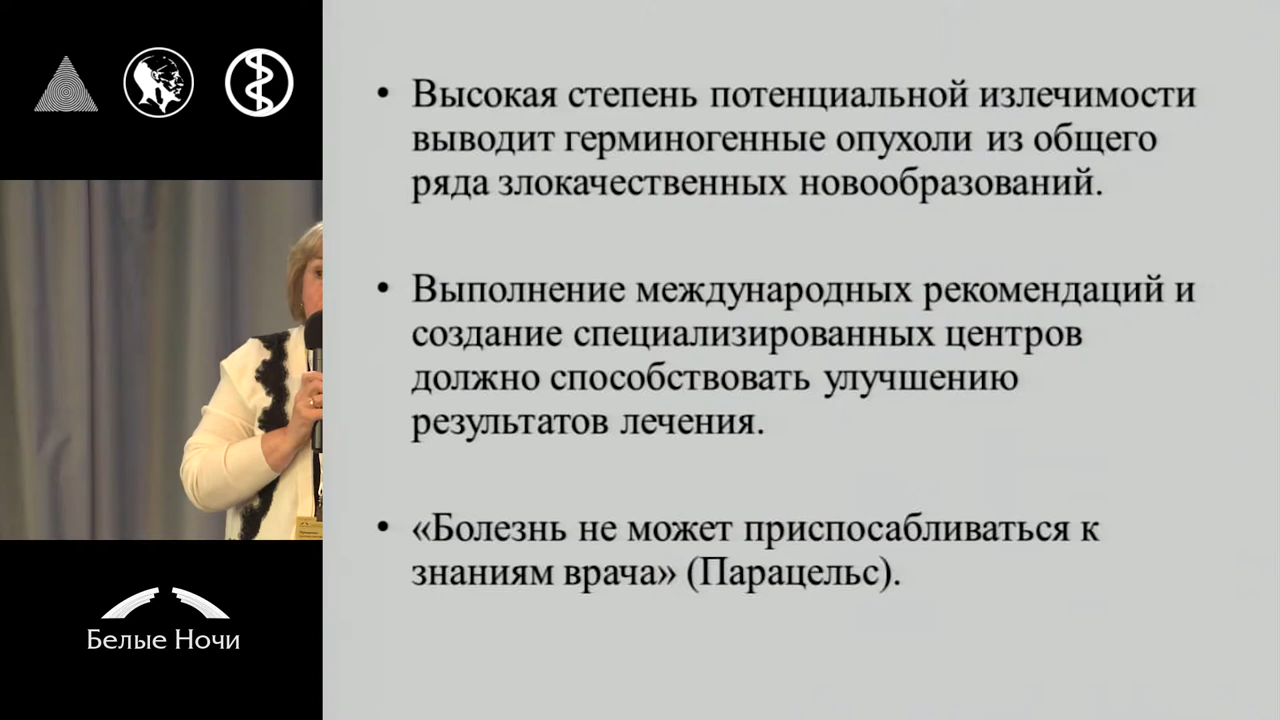 • Высокая степень потенциальной излечимости
выводит герминогенные опухоли из общего
ряда злокачественных новообразований.
• Выполнение международных рекомендаций и
создание специализированных центров
должно способствовать улучшению
результатов лечения.
• «Болезнь не может приспосабливаться к
знаниям врача» (Парацельс).
Белые Ночи